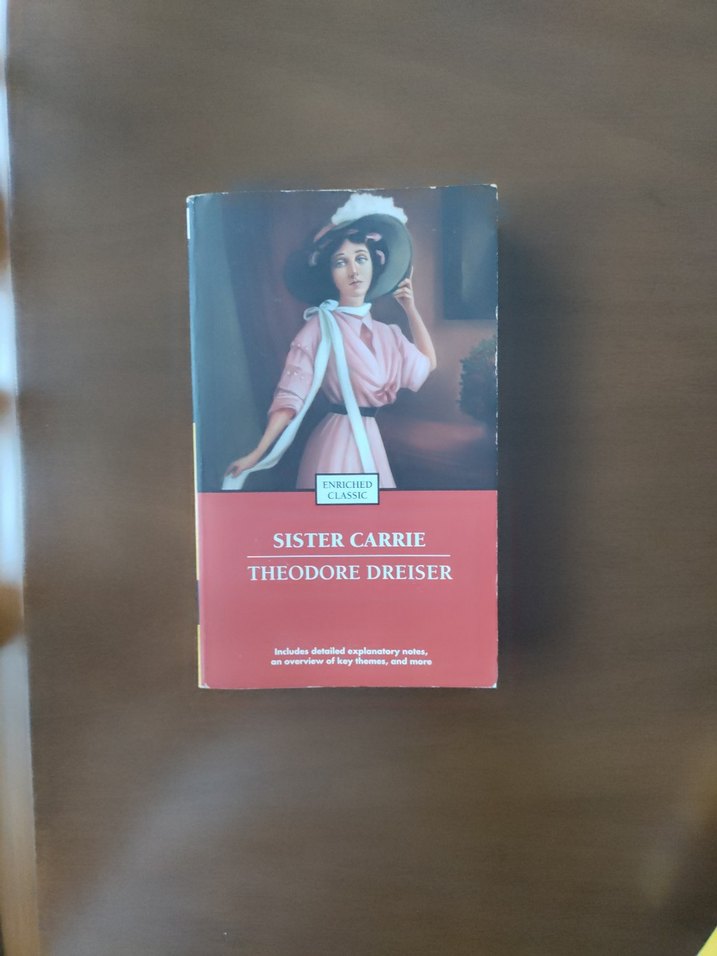 ENRICHED
CLASSIC
SISTER CARRIE
THEODORE DREISER
Includes detailed explanatory notes,
an overview of key themes, and more